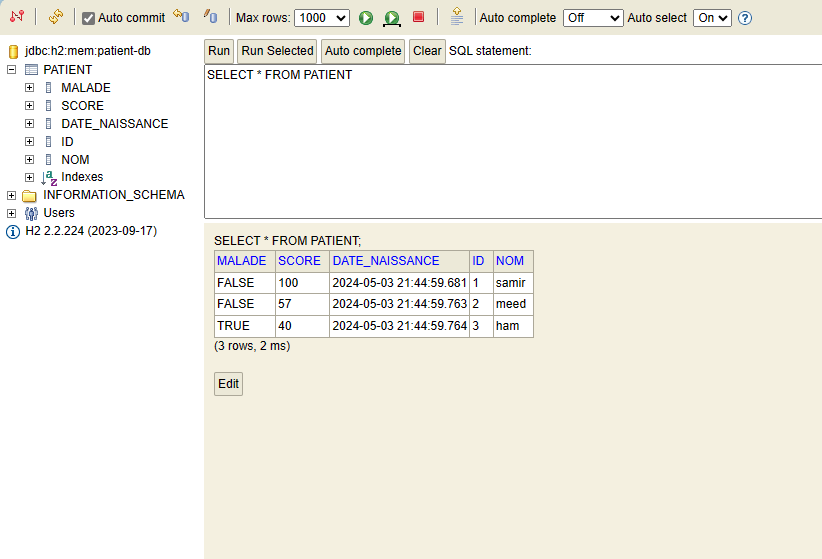 Auto commit Max rows: 1000 Auto complete Off Auto select On ?
jdbc:h2:mem:patient-db
PATIENT
MALADE
SCORE
DATE_NAISSANCE
ID
NOM
Indexes
INFORMATION_SCHEMA
Users
H2 2.2.224 (2023-09-17)
Run Run Selected Auto complete Clear SQL statement:
SELECT * FROM PATIENT
SELECT * FROM PATIENT;
MALADE SCORE DATE_NAISSANCE ID NOM
FALSE 100 2024-05-03 21:44:59.681 1 samir
FALSE 57 2024-05-03 21:44:59.763 2 meed
TRUE 40 2024-05-03 21:44:59.764 3 ham
(3 rows, 2 ms)
Edit